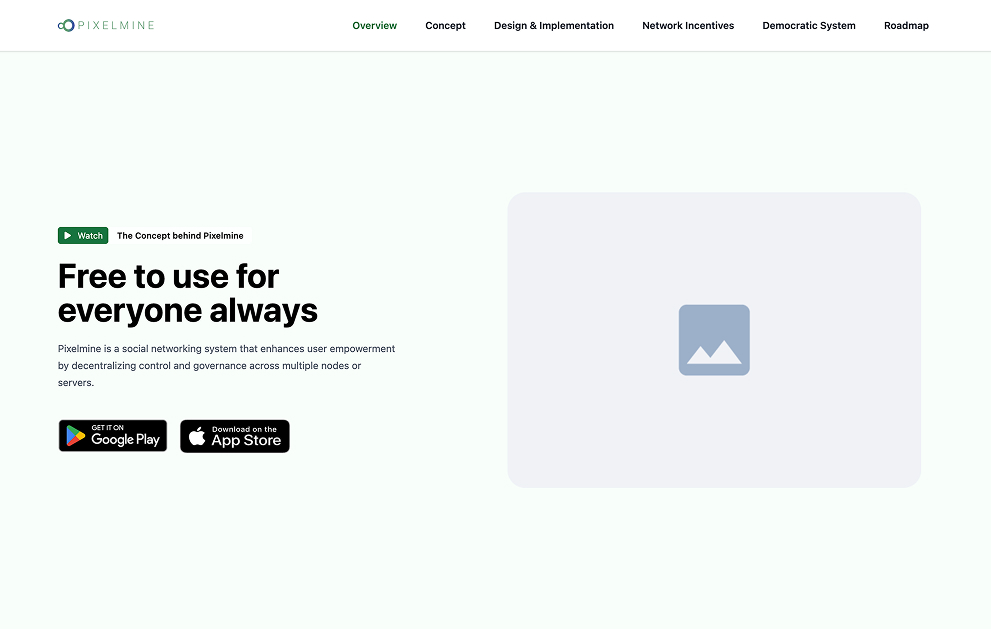 PIXELMINE
Overview
Concept
Design & Implementation
Network Incentives
Democratic System
Roadmap
Watch
The Concept behind Pixelmine
Free to use for
everyone always
Pixelmine is a social networking system that enhances user empowerment
by decentralizing control and governance across multiple nodes or
servers.
GET IT ON
Google Play
Download on the
App Store